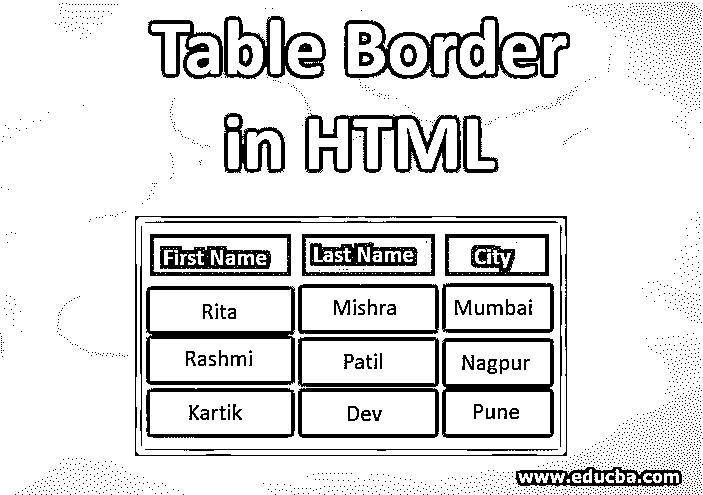 Table Border
in HTML
First Name Last Name City
Rita Mishra Mumbai
Rashmi Patil Nagpur
Kartik Dev Pune
www.educba.com